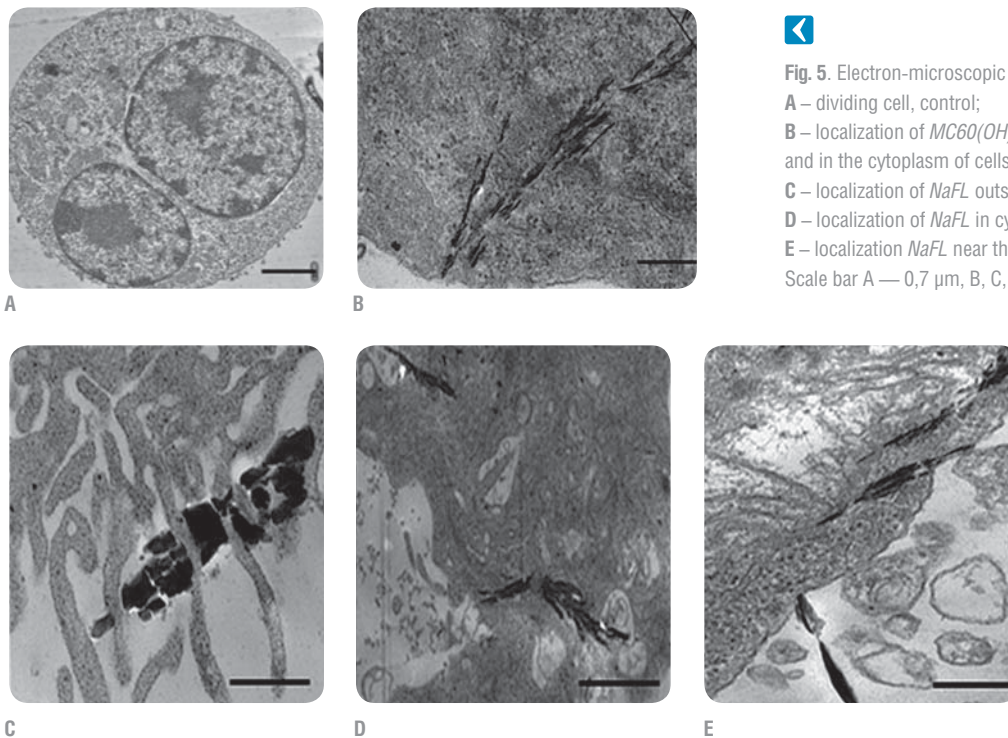 Fig. 5. Electron-microscopic
A – dividing cell, control;
B – localization of MC60(OH)
and in the cytoplasm of cells
C – localization of NaFL outs
D – localization of NaFL in cy
E – localization NaFL near th
Scale bar A — 0,7 μm, B, C,
A
B
C
D
E